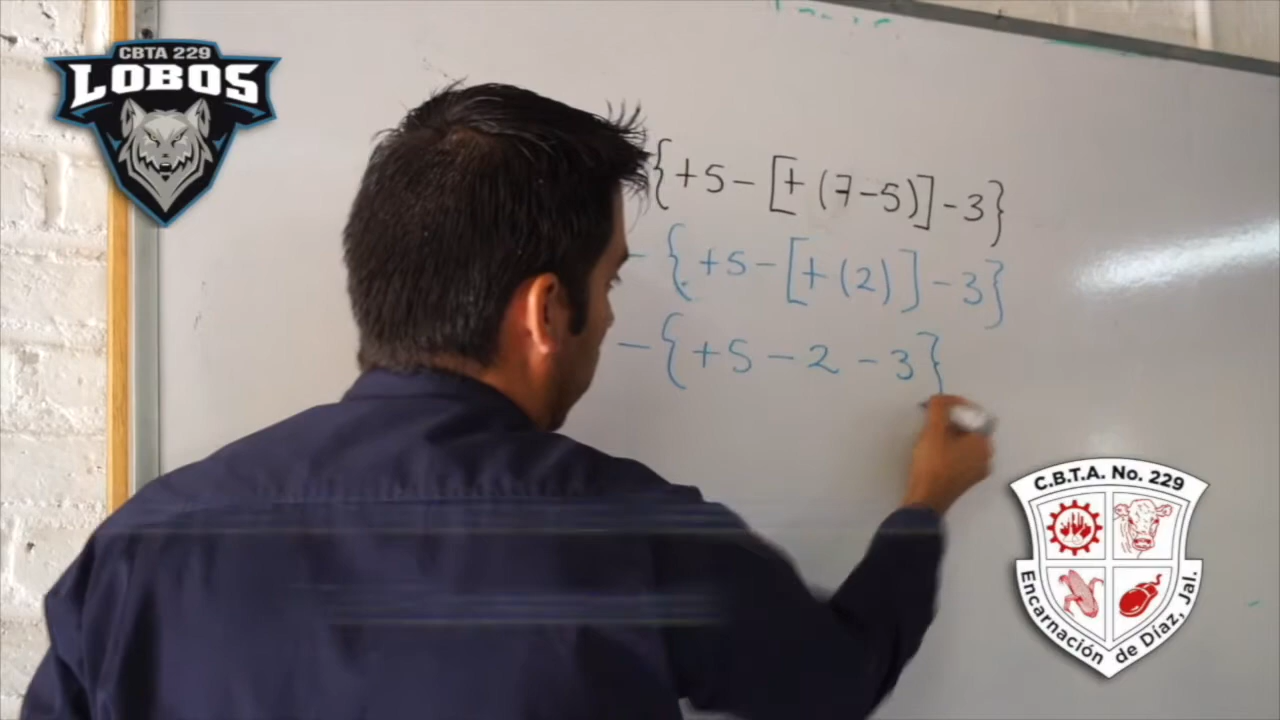 CBTA 229
LOBOS
{+5-[+(7-5)]-3}
-{+5-[+(2)]-3}
-{+5-2-3}
C.B.T.A. No. 229
Encarnación de Díaz, Jal.